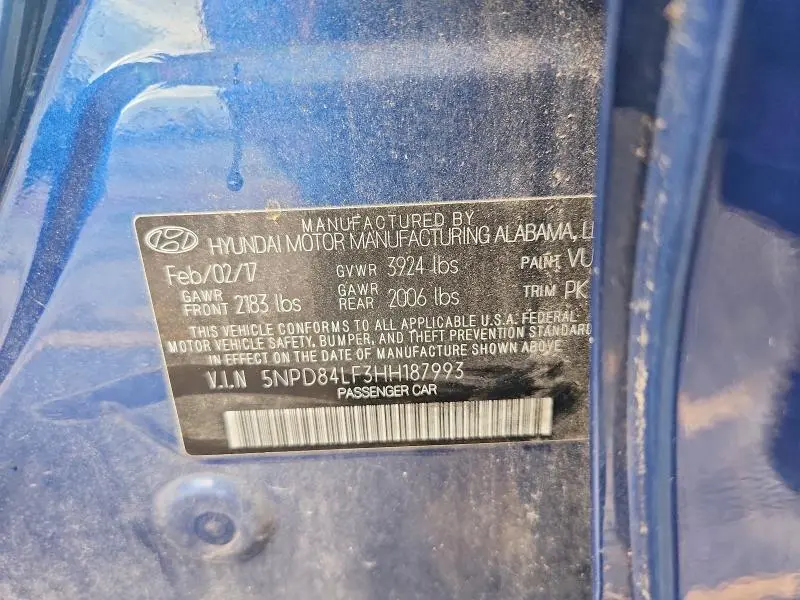 MANUFACTURED BY
HYUNDAI MOTOR MANUFACTURING ALABAMA, LL
Feb/02/17 GVWR 3924 lbs PAINT VU
GAWR FRONT 2183 lbs GAWR REAR 2006 lbs TRIM PK
THIS VEHICLE CONFORMS TO ALL APPLICABLE U.S.A. FEDERAL
MOTOR VEHICLE SAFETY, BUMPER, AND THEFT PREVENTION STANDARD
IN EFFECT ON THE DATE OF MANUFACTURE SHOWN ABOVE
V.I.N 5NPD84LF3HH187993
PASSENGER CAR